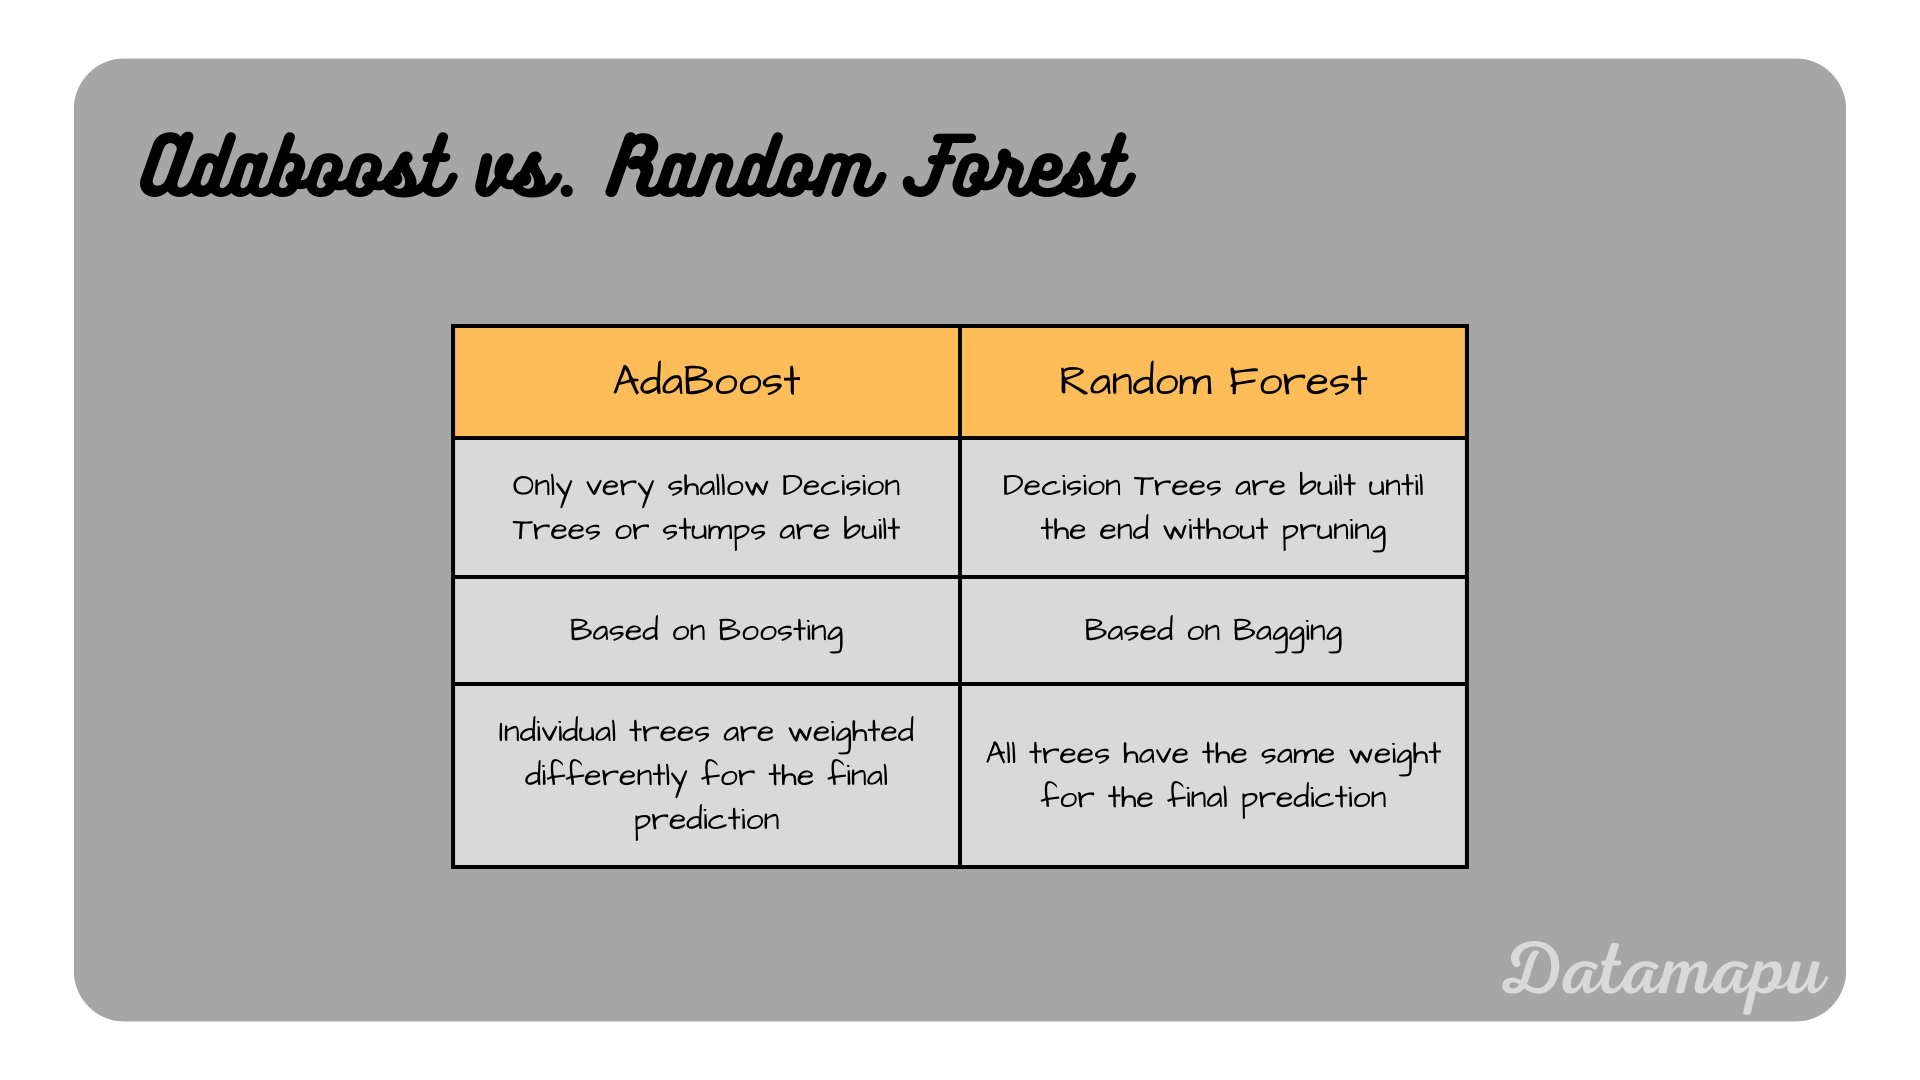 Adaboost vs. Random Forest
AdaBoost
Random Forest
Only very shallow Decision
Trees or stumps are built
Decision Trees are built until
the end without pruning
Based on Boosting
Based on Bagging
Individual trees are weighted
differently for the final
prediction
All trees have the same weight
for the final prediction
Datamapu